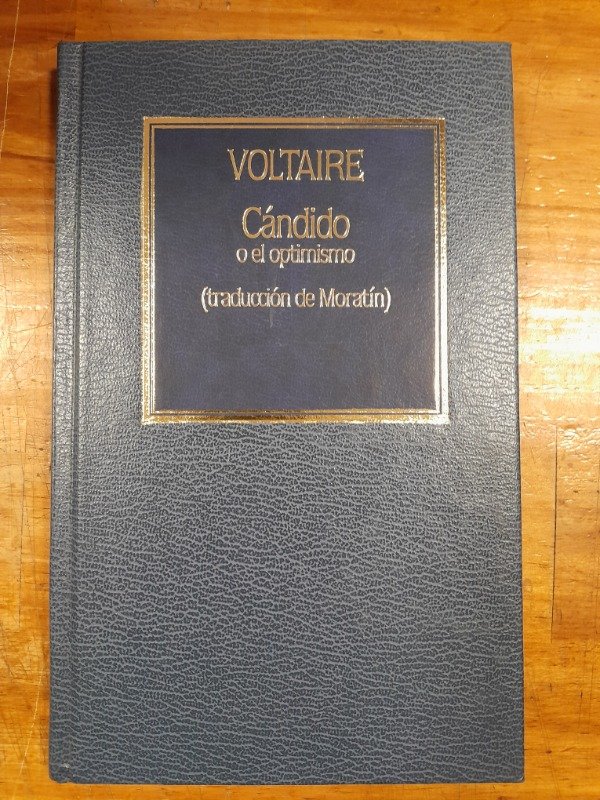 VOLTAIRE
Cándido
o el optimismo
(traducción de Moratín)